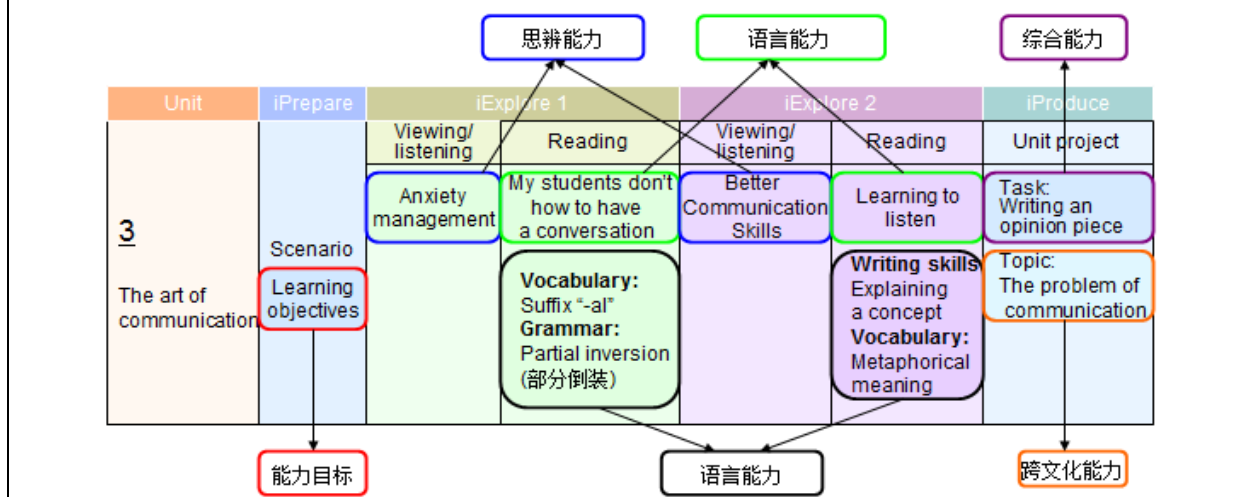 思辨能力
语言能力
综合能力
Unit
iPrepare
iExplore 1
iExplore 2
iProduce
Viewing/
listening
Reading
Viewing/
listening
Reading
Unit project
3
The art of
communication
Scenario
Learning
objectives
Anxiety
management
My students don't
how to have
a conversation
Vocabulary:
Suffix "-al"
Grammar:
Partial inversion
(部分倒装)
Better
Communication
Skills
Learning to
listen
Writing skills
Explaining
a concept
Vocabulary:
Metaphorical
meaning
Task:
Writing an
opinion piece
Topic:
The problem of
communication
能力目标
语言能力
跨文化能力